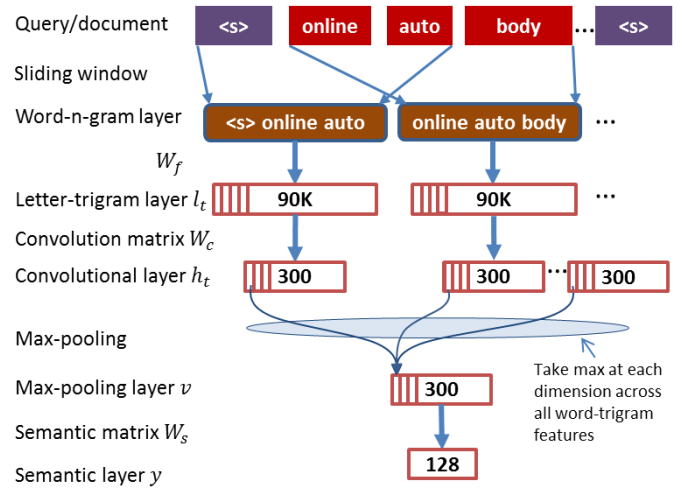 Query/document <s> online auto body ... <s>
Sliding window
Word-n-gram layer <s> online auto online auto body ...
W_f
Letter-trigram layer l_t 90K 90K ...
Convolution matrix W_c
Convolutional layer h_t 300 300 ... 300
Max-pooling
Take max at each
dimension across
all word-trigram
features
Max-pooling layer v 300
Semantic matrix W_s
Semantic layer y 128